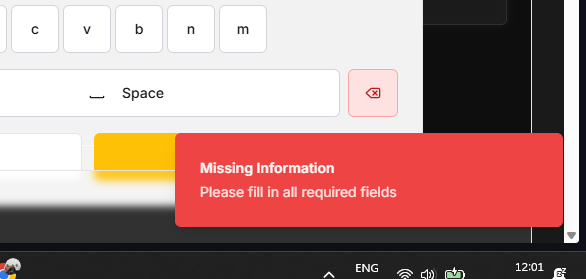 c v b n m
Space
Missing Information
Please fill in all required fields
ENG
12:01